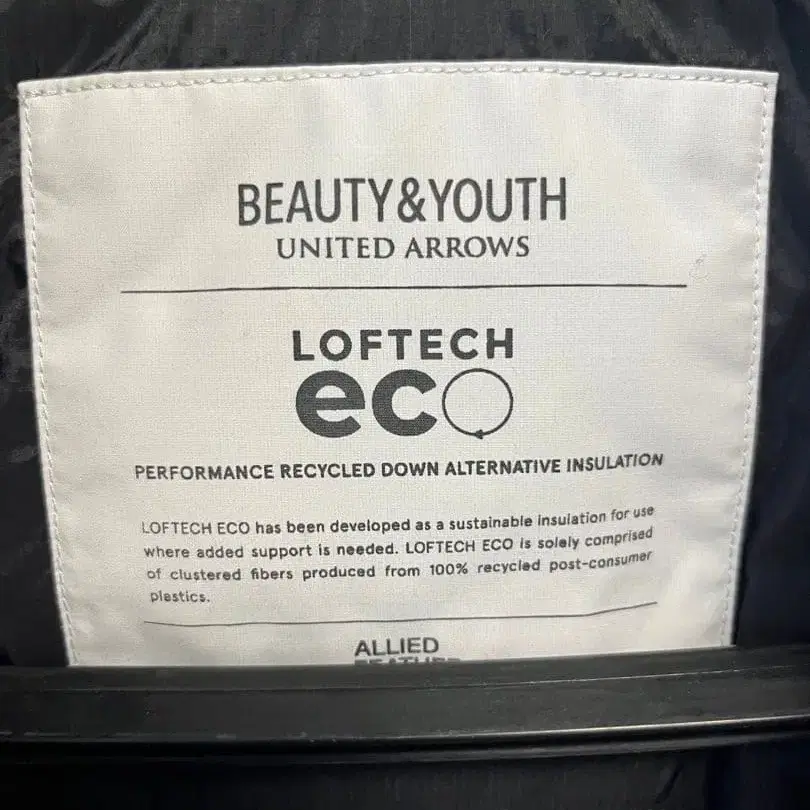 BEAUTY&YOUTH
UNITED ARROWS
LOFTECH
eco
PERFORMANCE RECYCLED DOWN ALTERNATIVE INSULATION
LOFTECH ECO has been developed as a sustainable insulation for use
where added support is needed. LOFTECH ECO is solely comprised
of clustered fibers produced from 100% recycled post-consumer
plastics.
ALLIED